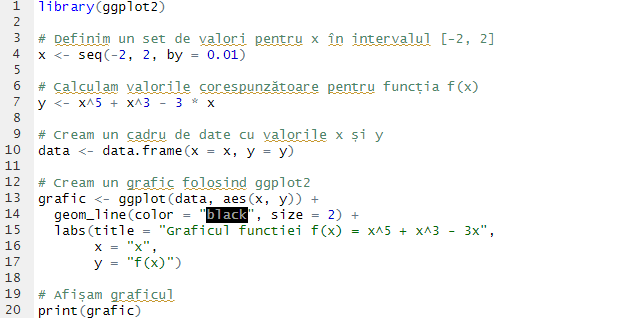 1 library(ggplot2)
2
3 # Definim un set de valori pentru x în intervalul [-2, 2]
4 x <- seq(-2, 2, by = 0.01)
5
6 # Calculam valorile corespunzătoare pentru funcția f(x)
7 y <- x^5 + x^3 - 3 * x
8
9 # Cream un cadru de date cu valorile x și y
10 data <- data.frame(x = x, y = y)
11
12 # Cream un grafic folosind ggplot2
13 grafic <- ggplot(data, aes(x, y)) +
14   geom_line(color = "black", size = 2) +
15   labs(title = "Graficul functiei f(x) = x^5 + x^3 - 3x",
16        x = "x",
17        y = "f(x)")
18
19 # Afișam graficul
20 print(grafic)